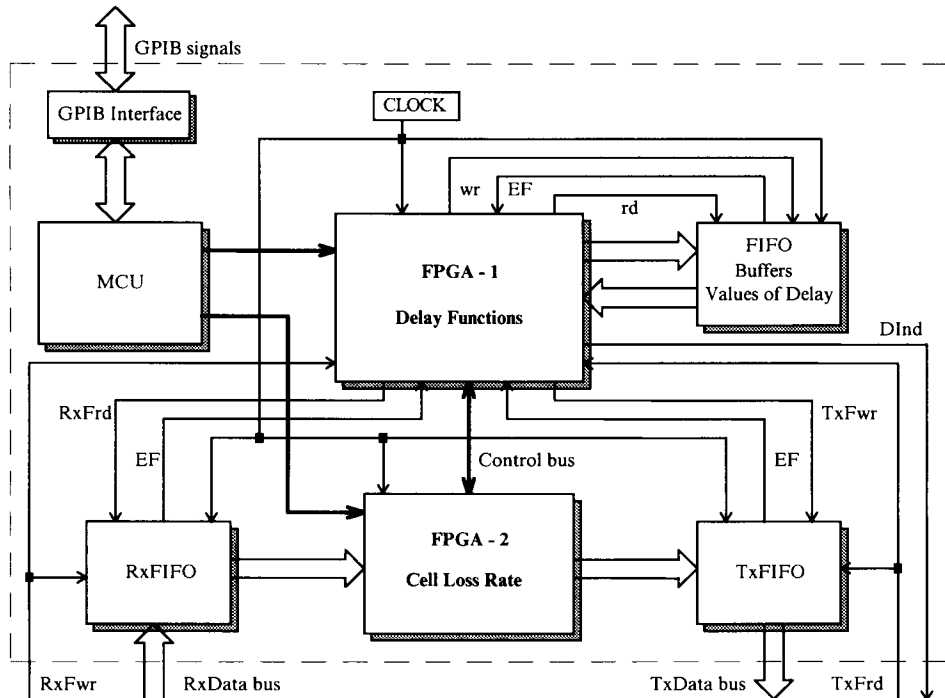 GPIB signals
GPIB Interface
CLOCK
wr
EF
rd
MCU
FPGA - 1
Delay Functions
FIFO
Buffers
Values of Delay
DInd
RxFrd
EF
Control bus
EF
TxFwr
RxFIFO
FPGA - 2
Cell Loss Rate
TxFIFO
RxFwr
RxData bus
TxData bus
TxFrd